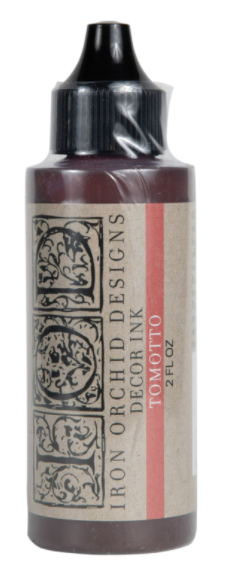 IOD
IRON ORCHID DESIGNS
DECOR INK
TOMOTTO
2 FL OZ